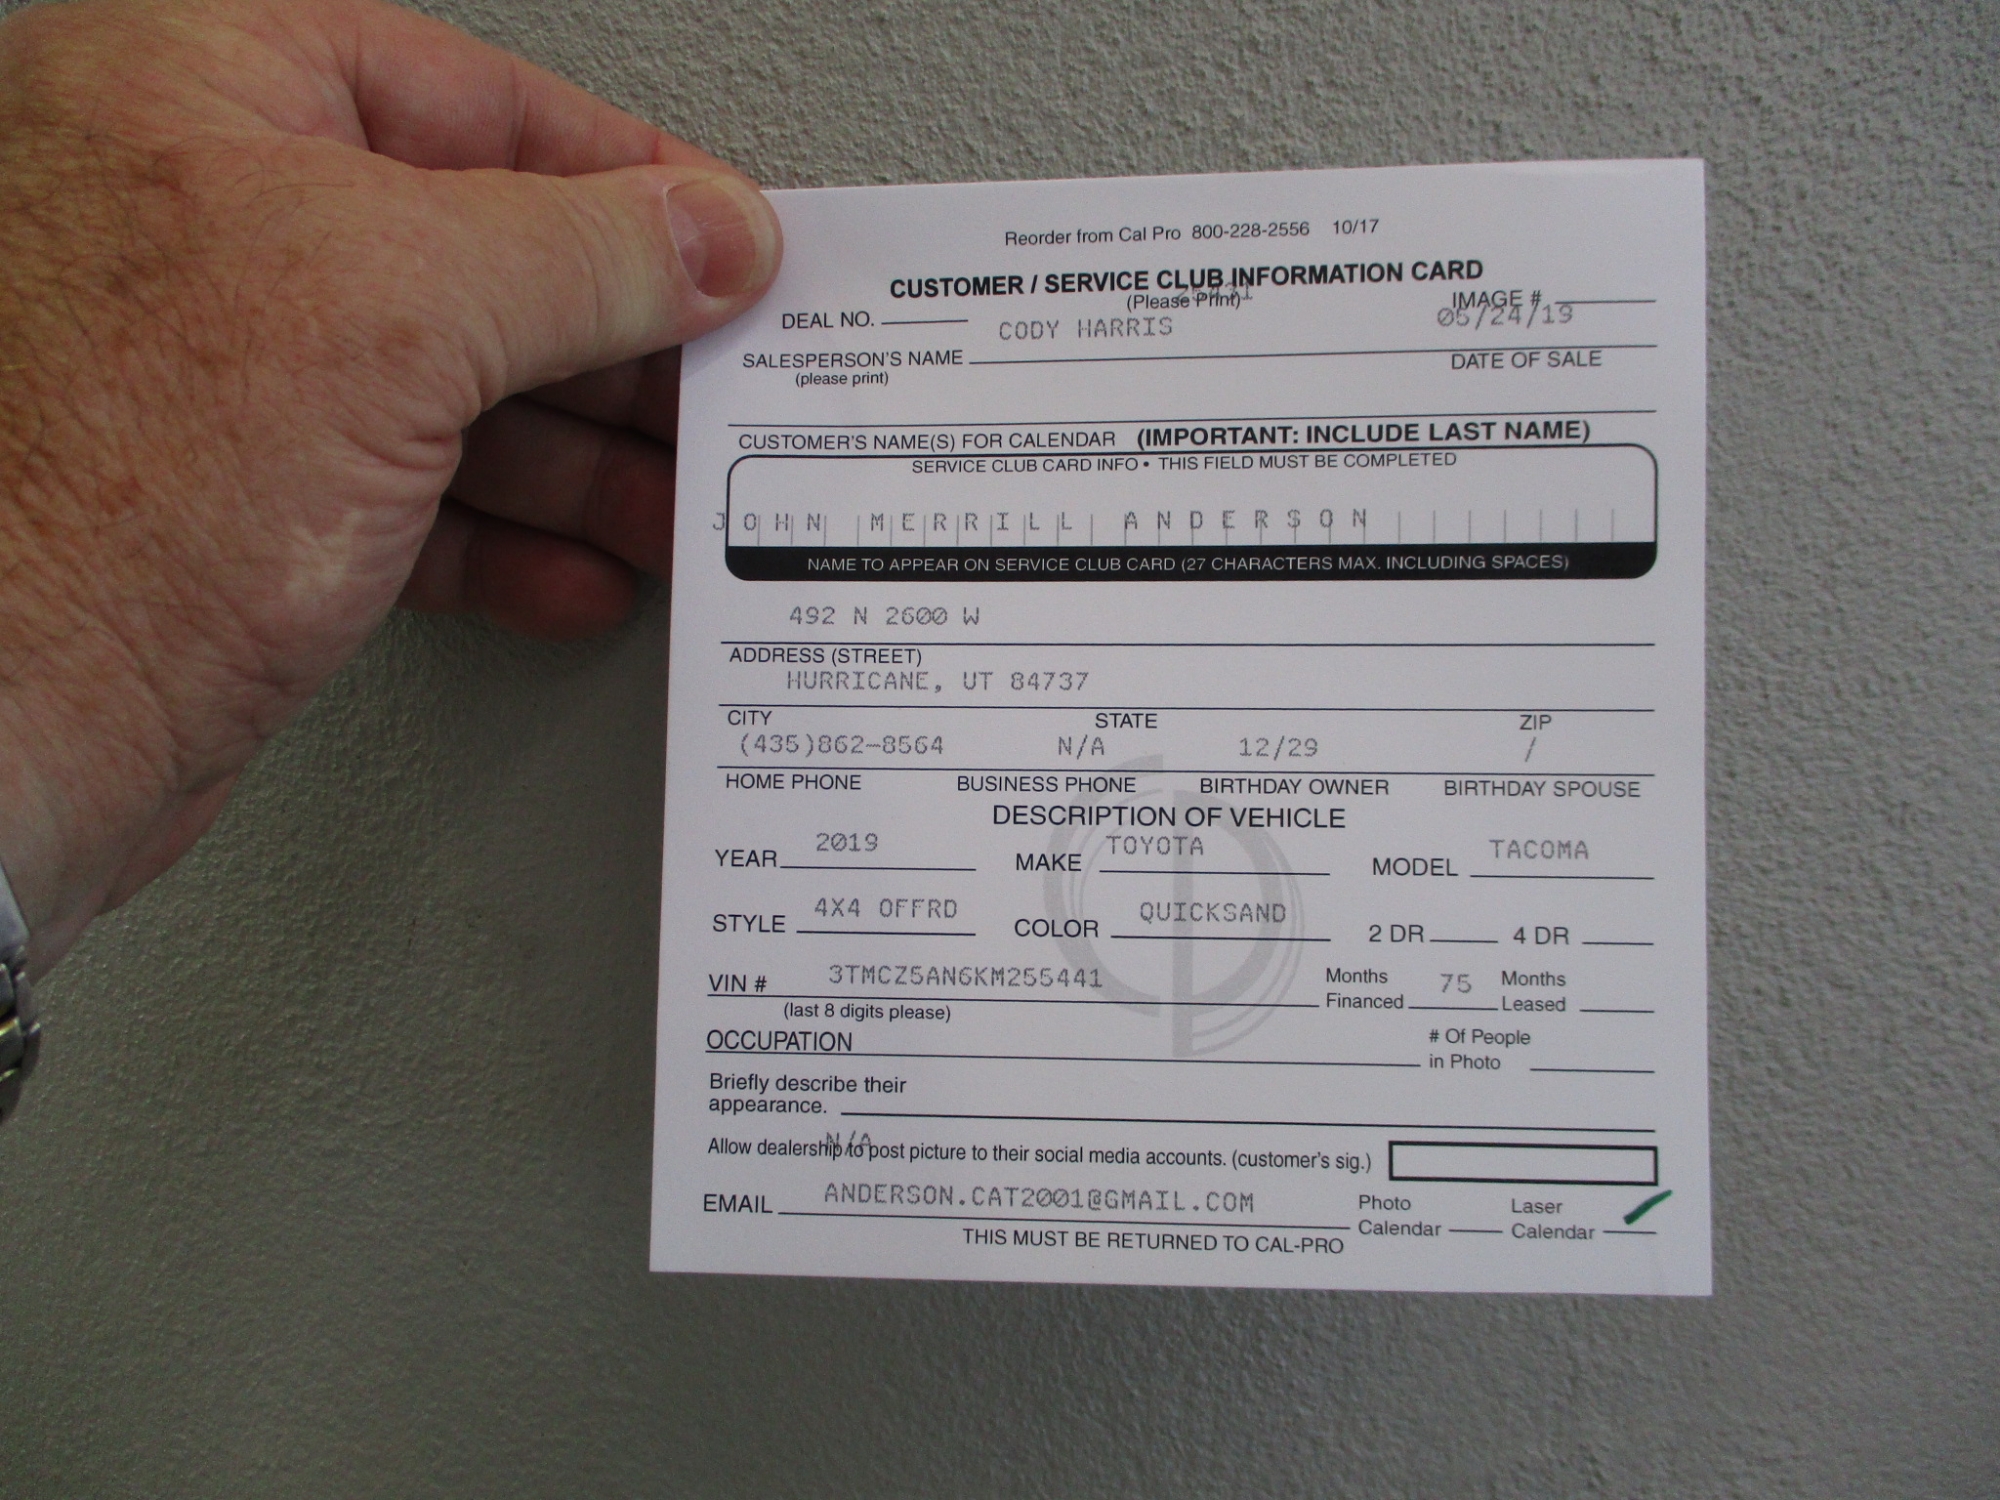 Reorder from Cal Pro 800-228-2556 10/17
CUSTOMER / SERVICE CLUB INFORMATION CARD
(Please Print)
DEAL NO. IMAGE #
CODY HARRIS 05/24/19
SALESPERSON'S NAME DATE OF SALE
(please print)
CUSTOMER'S NAME(S) FOR CALENDAR (IMPORTANT: INCLUDE LAST NAME)
SERVICE CLUB CARD INFO • THIS FIELD MUST BE COMPLETED
JOHN MERRILL ANDERSON
NAME TO APPEAR ON SERVICE CLUB CARD (27 CHARACTERS MAX. INCLUDING SPACES)
492 N 2600 W
ADDRESS (STREET)
HURRICANE, UT 84737
CITY STATE ZIP
(435)862-8564 N/A 12/29 /
HOME PHONE BUSINESS PHONE BIRTHDAY OWNER BIRTHDAY SPOUSE
DESCRIPTION OF VEHICLE
YEAR 2019 MAKE TOYOTA MODEL TACOMA
STYLE 4X4 OFFRD COLOR QUICKSAND 2 DR 4 DR
VIN # 3TMCZ5AN6KM255441 Months Financed 75 Months Leased
(last 8 digits please)
OCCUPATION # Of People in Photo
Briefly describe their
appearance.
N/A
Allow dealership to post picture to their social media accounts. (customer's sig.)
EMAIL ANDERSON.CAT2001@GMAIL.COM Photo Calendar Laser Calendar
THIS MUST BE RETURNED TO CAL-PRO